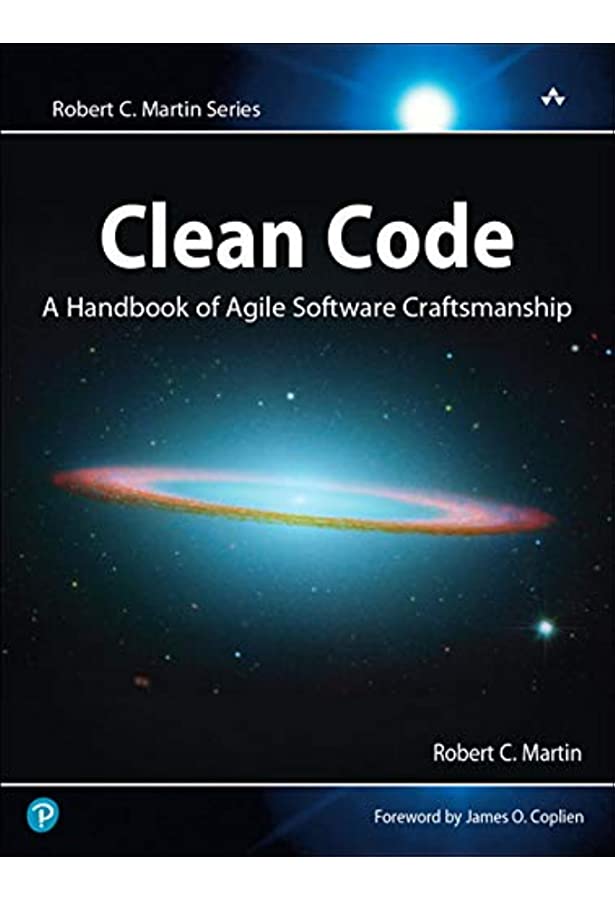 Robert C. Martin Series
Clean Code
A Handbook of Agile Software Craftsmanship
Robert C. Martin
P
Foreword by James O. Coplien